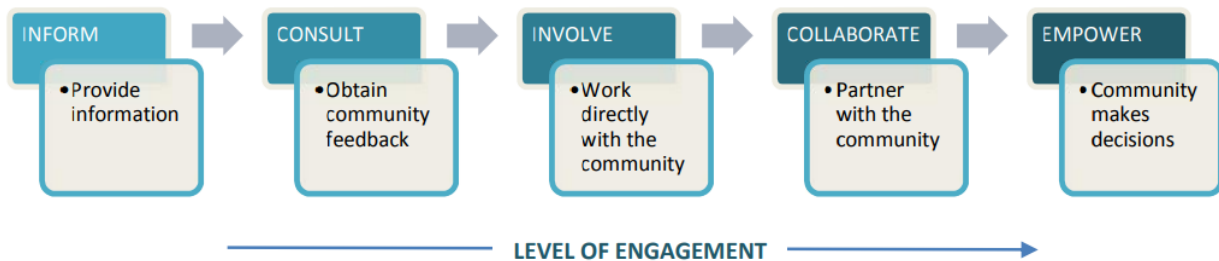 INFORM
• Provide
information
CONSULT
• Obtain
community
feedback
INVOLVE
• Work
directly
with the
community
COLLABORATE
• Partner
with the
community
EMPOWER
• Community
makes
decisions
LEVEL OF ENGAGEMENT